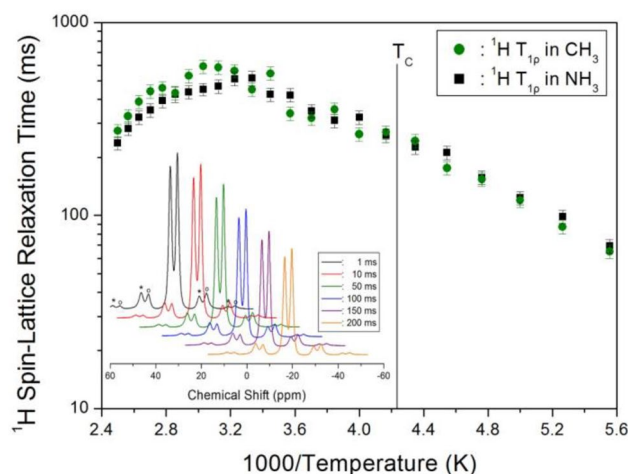 ¹H Spin-Lattice Relaxation Time (ms)
1000
100
10
T_C
: ¹H T₁ρ in CH₃
: ¹H T₁ρ in NH₃
: 1 ms
: 10 ms
: 50 ms
: 100 ms
: 150 ms
: 200 ms
* o * o * o
60 40 20 0 -20 -40 -60
Chemical Shift (ppm)
2.4 2.8 3.2 3.6 4.0 4.4 4.8 5.2 5.6
1000/Temperature (K)